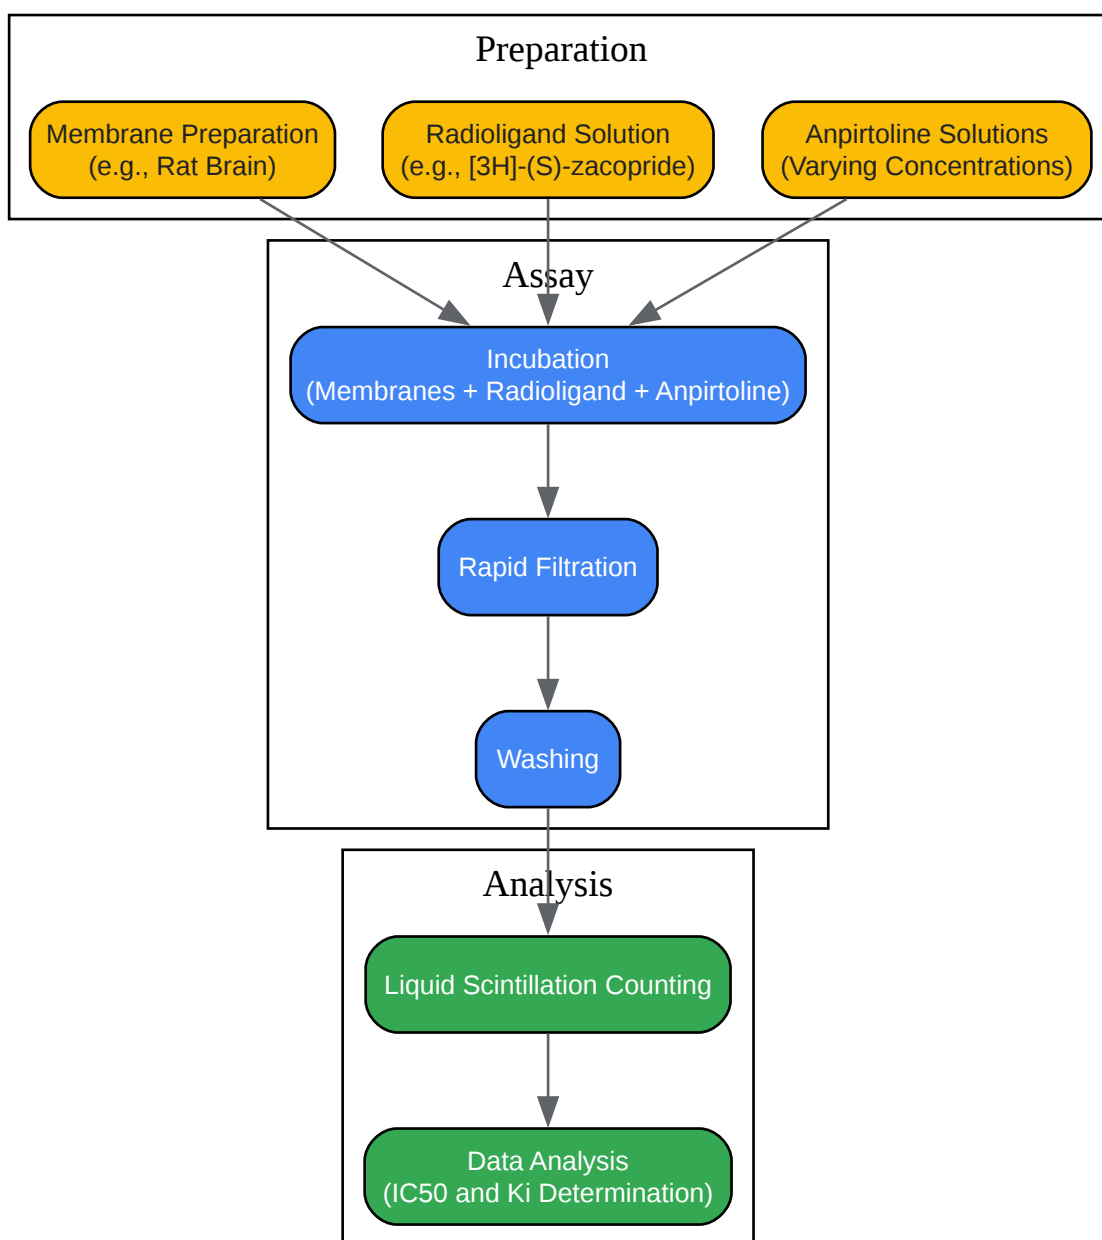 Preparation
Membrane Preparation
(e.g., Rat Brain)
Radioligand Solution
(e.g., [3H]-(S)-zacopride)
Anpirtoline Solutions
(Varying Concentrations)
Assay
Incubation
(Membranes + Radioligand + Anpirtoline)
Rapid Filtration
Washing
Analysis
Liquid Scintillation Counting
Data Analysis
(IC50 and Ki Determination)